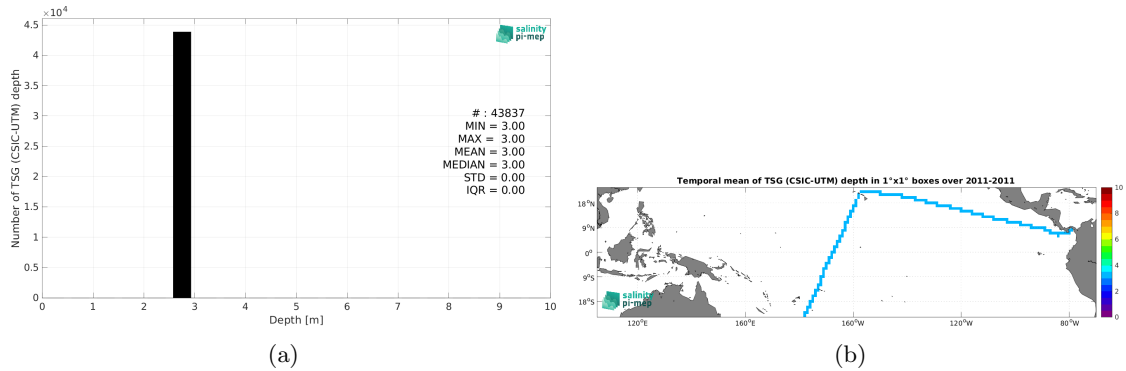 ×10⁴
4.5
4
3.5
3
2.5
2
1.5
1
0.5
0
Number of TSG (CSIC-UTM) depth
salinity
pi-mep
# : 43837
MIN = 3.00
MAX = 3.00
MEAN = 3.00
MEDIAN = 3.00
STD = 0.00
IQR = 0.00
0 1 2 3 4 5 6 7 8 9 10
Depth [m]
(a)
Temporal mean of TSG (CSIC-UTM) depth in 1°x1° boxes over 2011-2011
18°N
9°N
0°
9°S
18°S
salinity
pi-mep
120°E 160°E 160°W 120°W 80°W
10
8
6
4
2
0
(b)